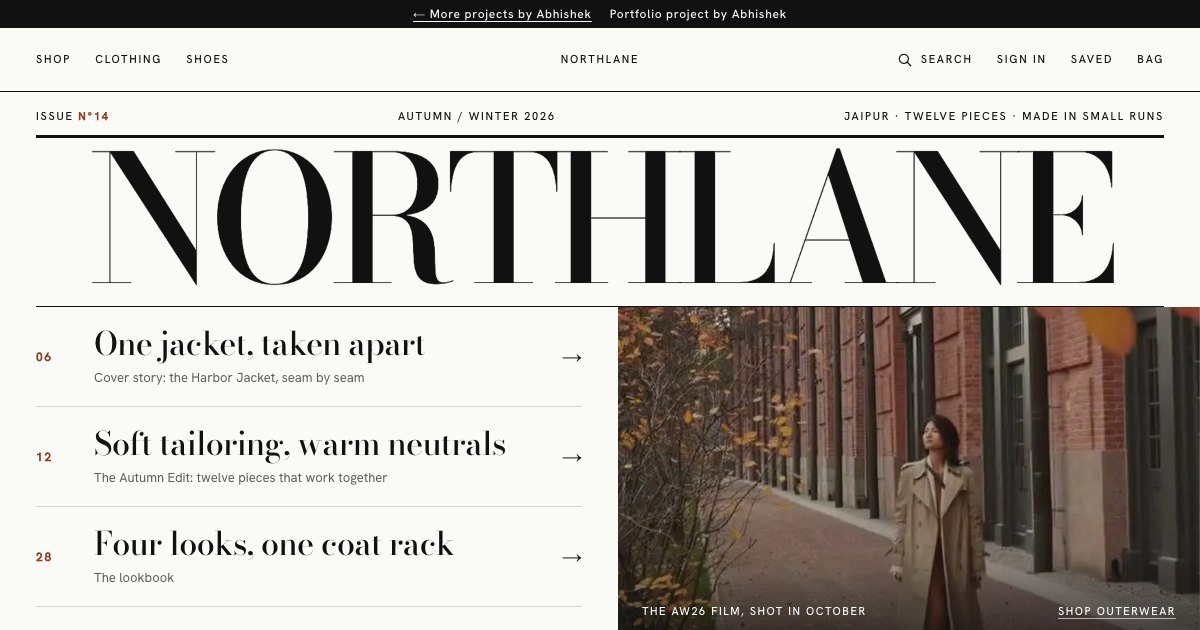 ← More projects by Abhishek Portfolio project by Abhishek
SHOP CLOTHING SHOES NORTHLANE SEARCH SIGN IN SAVED BAG
ISSUE N°14 AUTUMN / WINTER 2026 JAIPUR · TWELVE PIECES · MADE IN SMALL RUNS
NORTHLANE
06 One jacket, taken apart →
Cover story: the Harbor Jacket, seam by seam
12 Soft tailoring, warm neutrals →
The Autumn Edit: twelve pieces that work together
28 Four looks, one coat rack →
The lookbook
THE AW26 FILM, SHOT IN OCTOBER SHOP OUTERWEAR